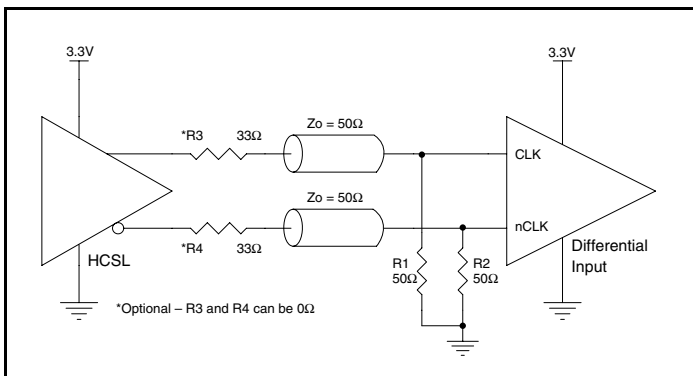 3.3V
3.3V
*R3
33Ω
Zo = 50Ω
CLK
Zo = 50Ω
nCLK
*R4
33Ω
HCSL
R1
50Ω
R2
50Ω
Differential
Input
*Optional – R3 and R4 can be 0Ω